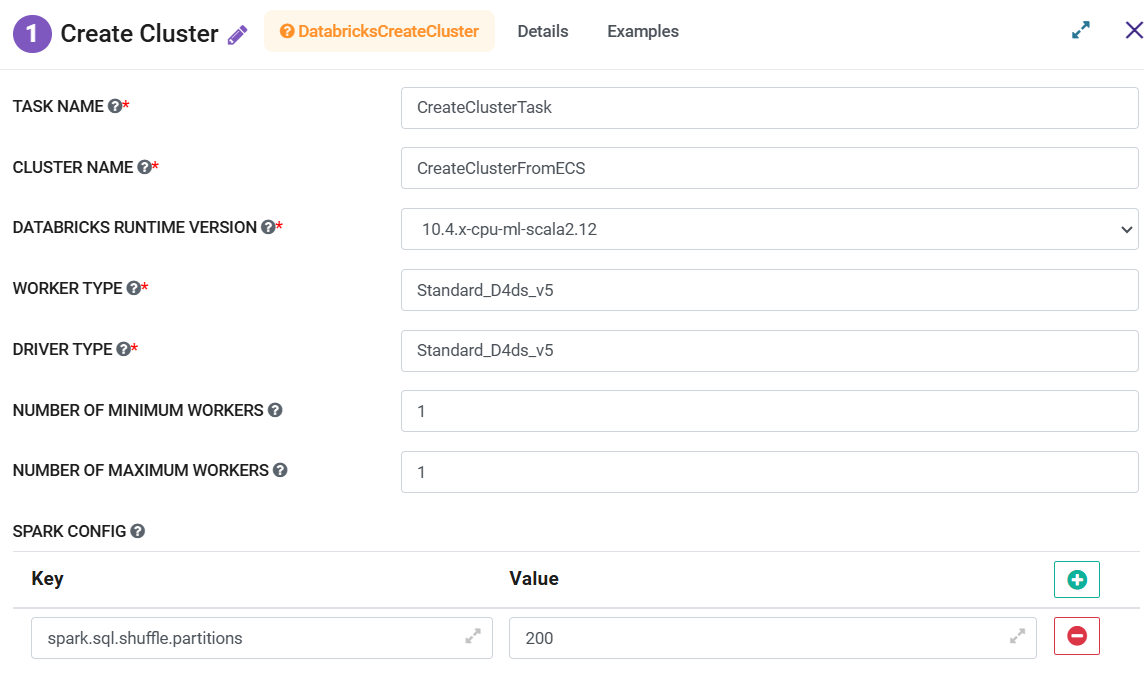 1 Create Cluster ? DatabricksCreateCluster Details Examples
TASK NAME ?* CreateClusterTask
CLUSTER NAME ?* CreateClusterFromECS
DATABRICKS RUNTIME VERSION ?* 10.4.x-cpu-ml-scala2.12
WORKER TYPE ?* Standard_D4ds_v5
DRIVER TYPE ?* Standard_D4ds_v5
NUMBER OF MINIMUM WORKERS ? 1
NUMBER OF MAXIMUM WORKERS ? 1
SPARK CONFIG ?
Key Value
spark.sql.shuffle.partitions 200